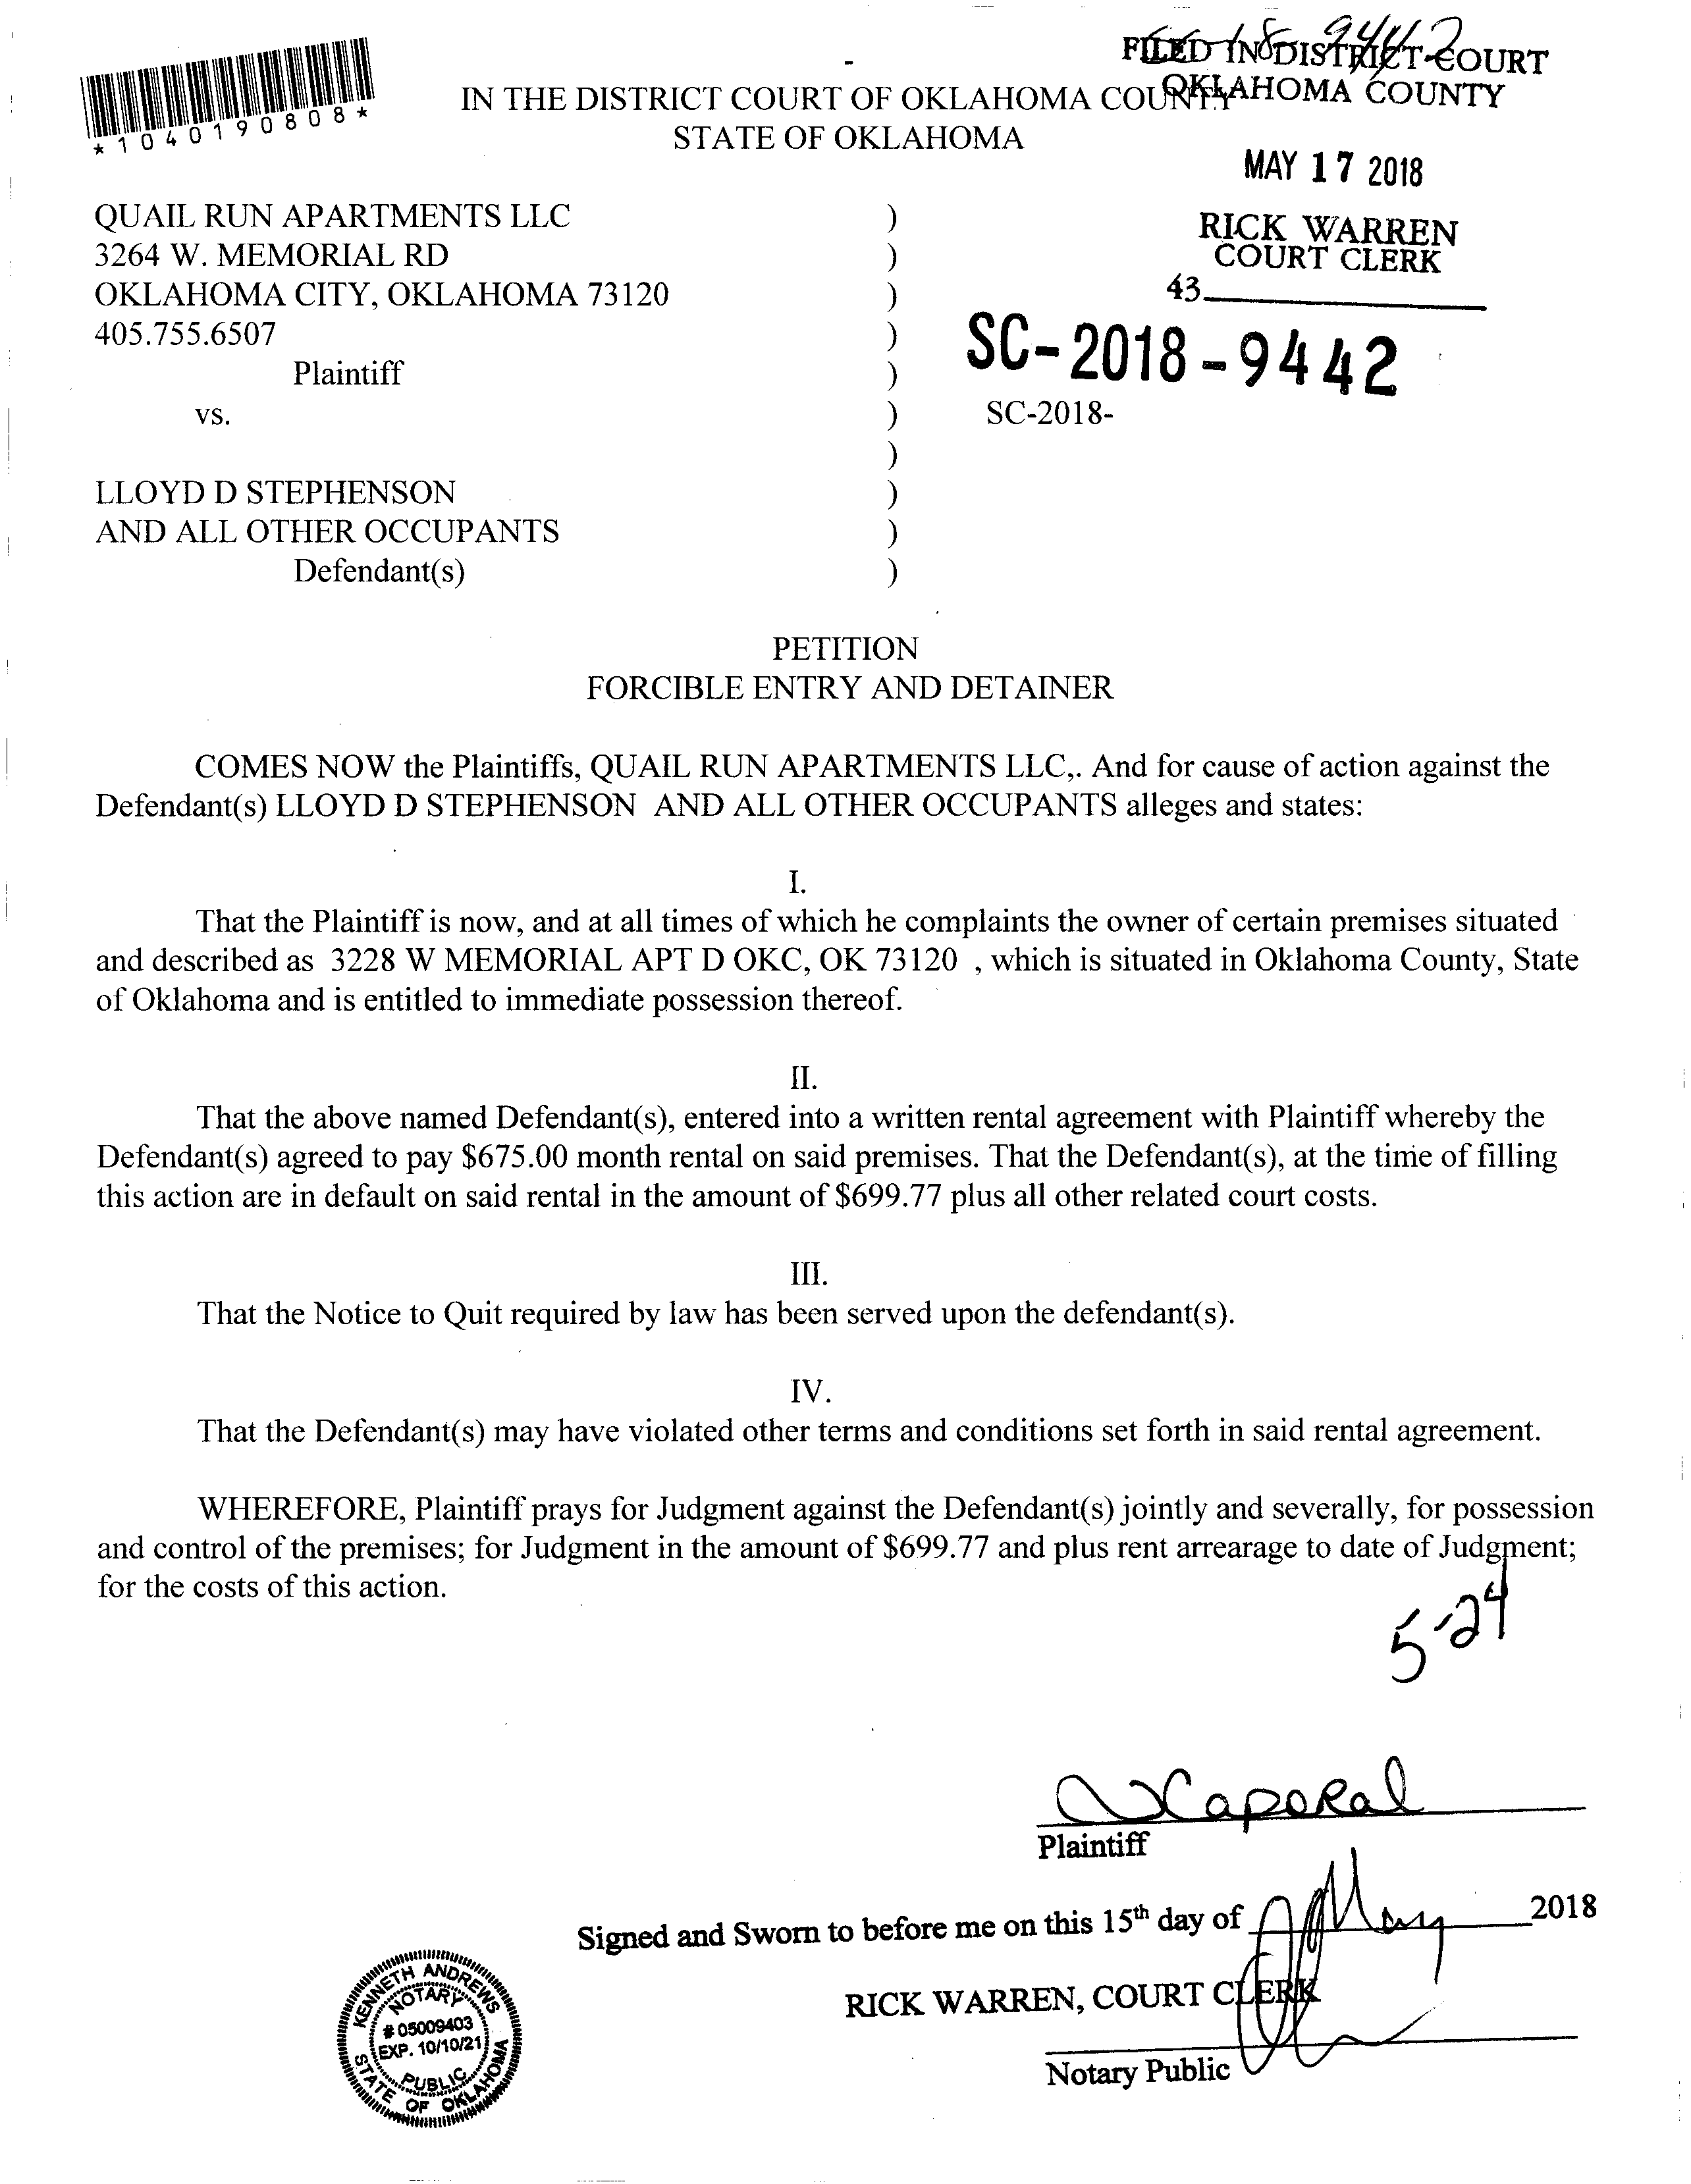 *1040190808*
FILED IN DISTRICT COURT
OKLAHOMA COUNTY
IN THE DISTRICT COURT OF OKLAHOMA COUNTY
STATE OF OKLAHOMA
MAY 17 2018
RICK WARREN
COURT CLERK
43
QUAIL RUN APARTMENTS LLC )
3264 W. MEMORIAL RD )
OKLAHOMA CITY, OKLAHOMA 73120 )
405.755.6507 )
Plaintiff )
SC-2018-9442
vs. ) SC-2018-
)
LLOYD D STEPHENSON )
AND ALL OTHER OCCUPANTS )
Defendant(s) )
PETITION
FORCIBLE ENTRY AND DETAINER
COMES NOW the Plaintiffs, QUAIL RUN APARTMENTS LLC,. And for cause of action against the
Defendant(s) LLOYD D STEPHENSON AND ALL OTHER OCCUPANTS alleges and states:
I.
That the Plaintiff is now, and at all times of which he complaints the owner of certain premises situated
and described as 3228 W MEMORIAL APT D OKC, OK 73120 , which is situated in Oklahoma County, State
of Oklahoma and is entitled to immediate possession thereof.
II.
That the above named Defendant(s), entered into a written rental agreement with Plaintiff whereby the
Defendant(s) agreed to pay $675.00 month rental on said premises. That the Defendant(s), at the time of filling
this action are in default on said rental in the amount of $699.77 plus all other related court costs.
III.
That the Notice to Quit required by law has been served upon the defendant(s).
IV.
That the Defendant(s) may have violated other terms and conditions set forth in said rental agreement.
WHEREFORE, Plaintiff prays for Judgment against the Defendant(s) jointly and severally, for possession
and control of the premises; for Judgment in the amount of $699.77 and plus rent arrearage to date of Judgment;
for the costs of this action.
5-24
Caporal
Plaintiff
Signed and Sworn to before me on this 15th day of May 2018
RICK WARREN, COURT CLERK
Notary Public
KENNETH ANDREWS
NOTARY
# 05009403
EXP. 10/10/21
PUBLIC
STATE OF OKLAHOMA